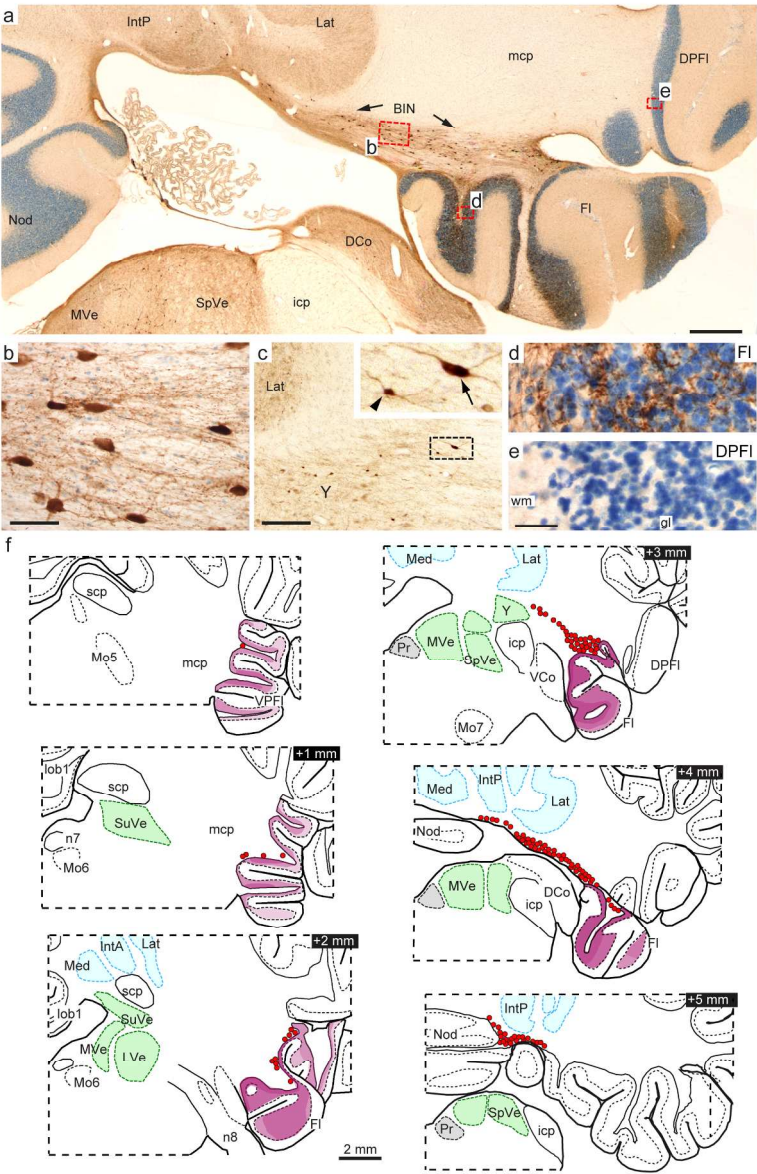 a
IntP
Lat
mcp
DPFl
BIN
e
b
d
Nod
Fl
DCo
SpVe
icp
MVe
b
c
Lat
Y
d
Fl
e
DPFl
wm
gl
f
scp
Mo5
mcp
VPFl
+3 mm
Med
Lat
Y
MVe
icp
Pr
SpVe
VCo
DPFl
Mo7
Fl
+1 mm
lob1
scp
SuVe
mcp
n7
Mo6
+4 mm
Med
IntP
Lat
Nod
MVe
DCo
icp
Fl
+2 mm
IntA
Lat
Med
scp
lob1
SuVe
MVe
LVe
Mo6
Fl
n8
2 mm
+5 mm
IntP
Nod
SpVe
Pr
icp